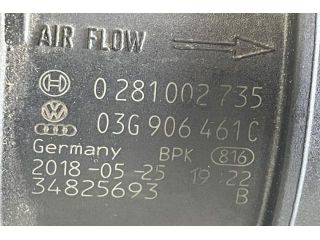 AIR FLOW
0 281 002 735
03G 906 461 C
Germany BPK 816
2018-05-25 19:22
34825693 B